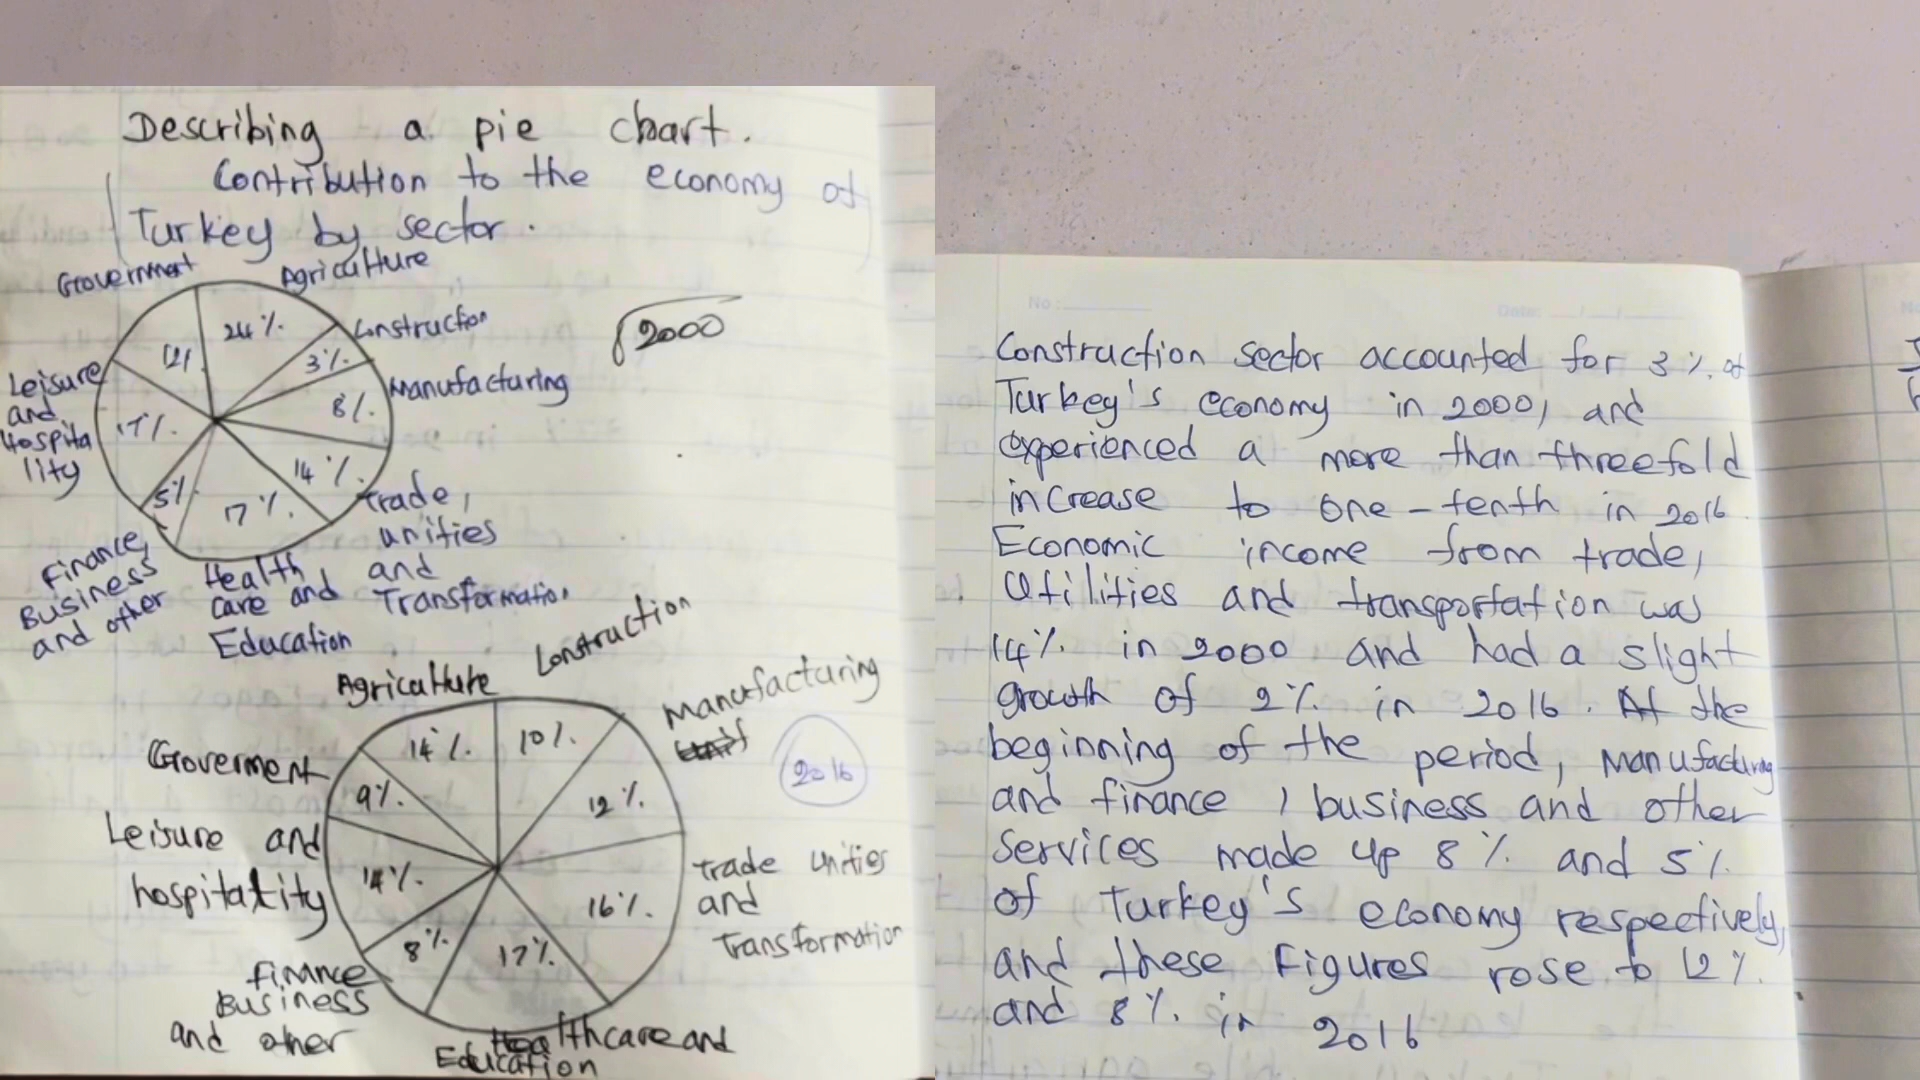 Describing a pie chart.
Contribution to the economy of
Turkey by sector.
Government
Agriculture
24%
Construction
3%
2000
12%
Manufacturing
8%
Leisure
and
Hospita
lity
17%
14%
5%
17%
Trade,
unities
and
Transformation
Finance,
Business
and other
Health
care and
Education
Agriculture
Construction
Manufacturing
14%
10%
2016
Goverment
9%
12%
Leisure and
hospitality
14%
16%
Trade unities
and
Transformation
8%
17%
Finance
Business
and other
Healthcare and
Education
No:
Date:
Construction sector accounted for 3% of
Turkey's economy in 2000, and
experienced a more than threefold
increase to one-tenth in 2016
Economic income from trade,
Utilities and transportation was
14% in 2000 and had a slight
growth of 2% in 2016. At the
beginning of the period, Manufacturing
and finance, business and other
services made up 8% and 5%
of Turkey's economy respectively,
and these Figures rose to 12%
and 8% in 2016